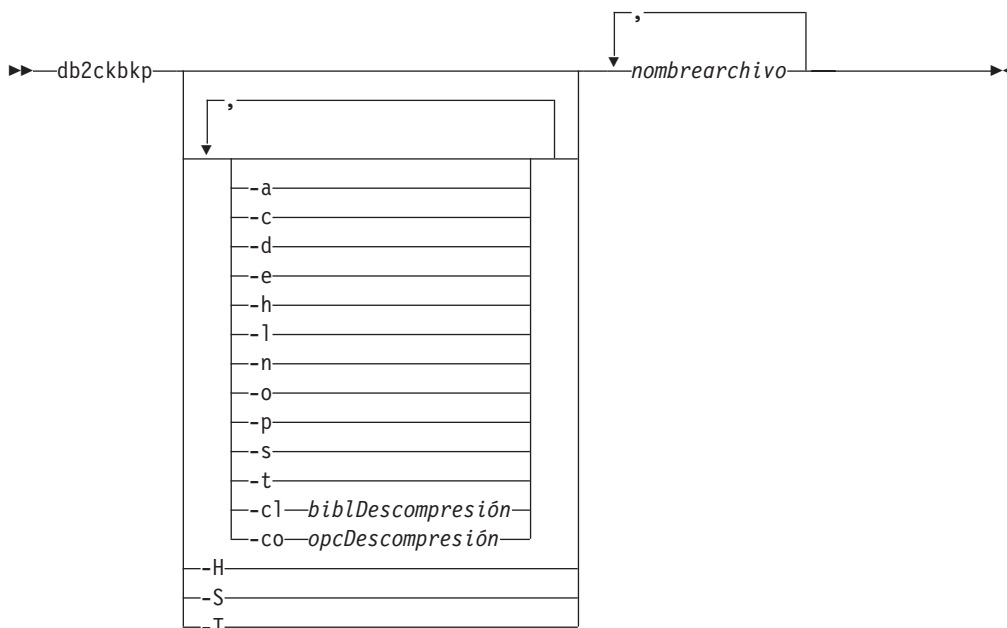 ,
db2ckbkp nombrearchivo
,
-a
-c
-d
-e
-h
-l
-n
-o
-p
-s
-t
-cl biblDescompresión
-co opcDescompresión
-H
-S
-T